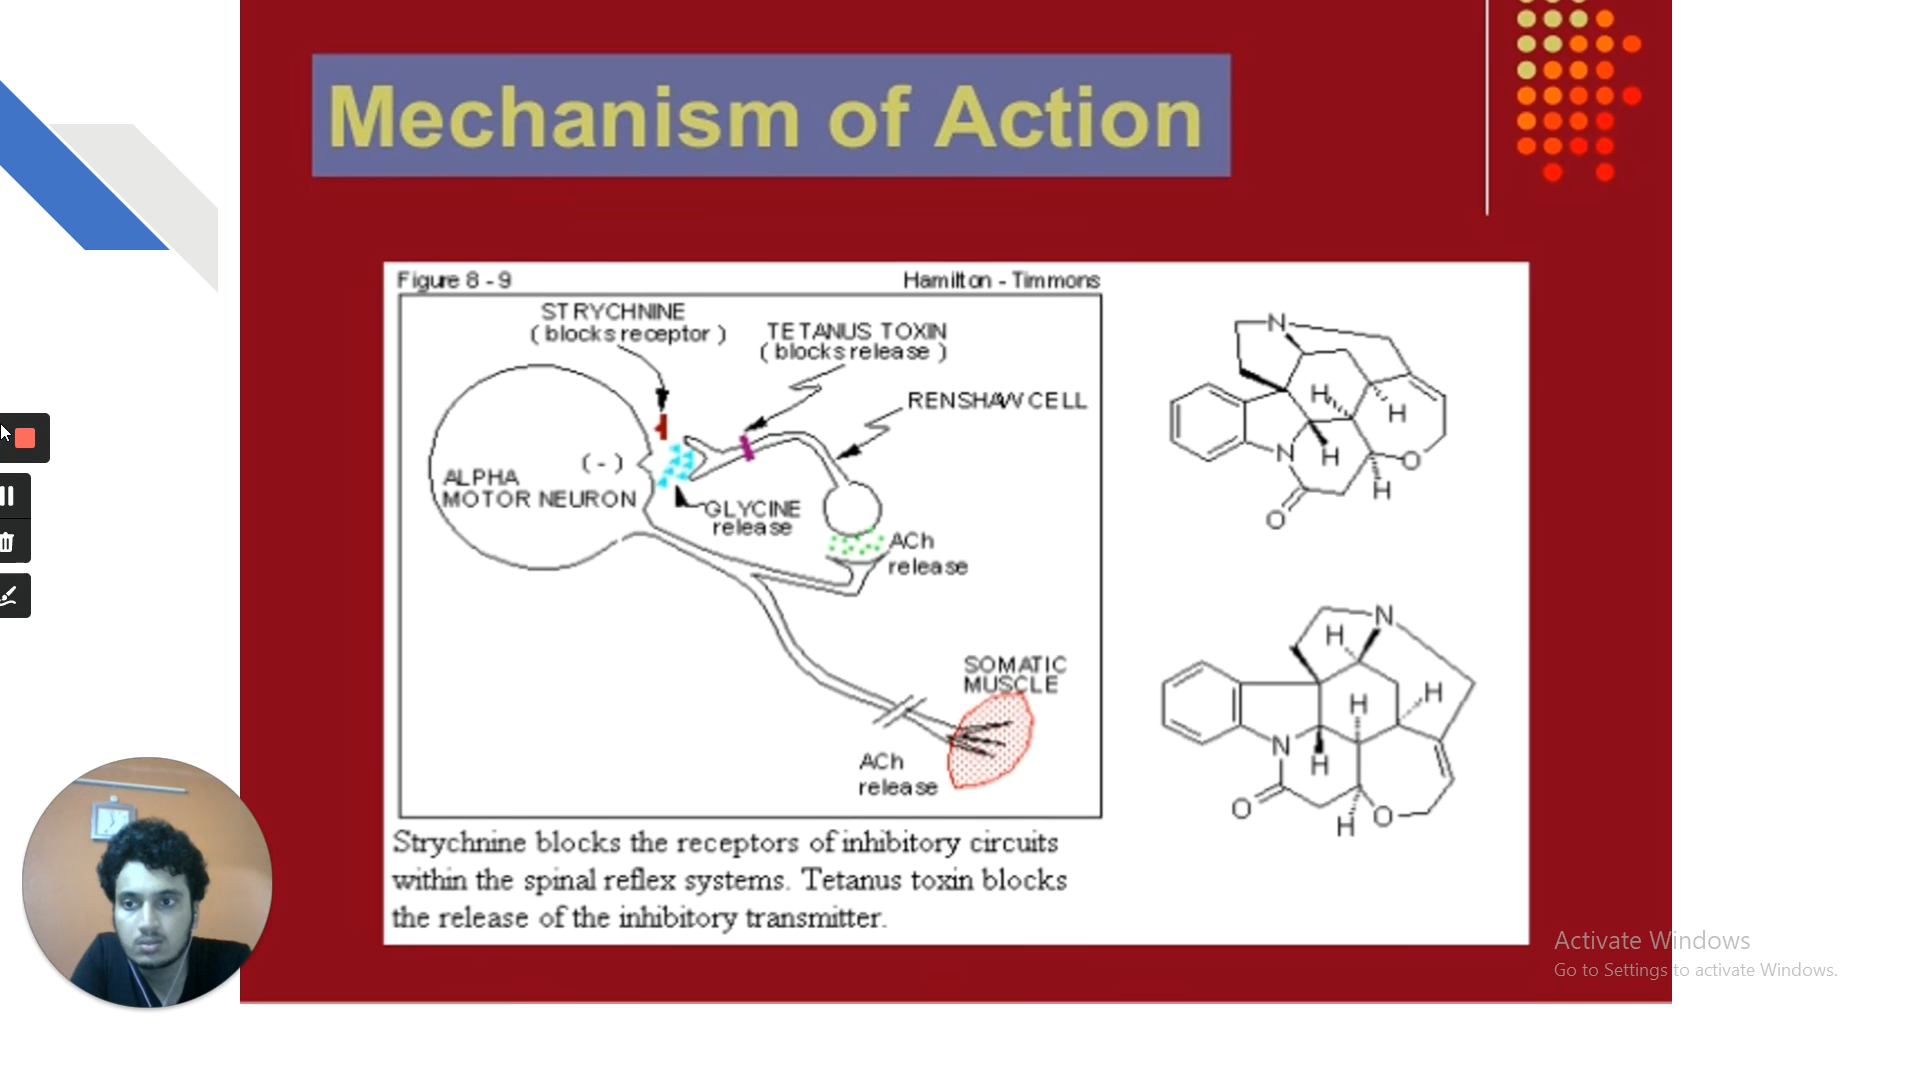 Mechanism of Action
Figure 8 - 9
Hamilton - Timmons
STRYCHNINE
( blocks receptor )
TETANUS TOXIN
( blocks release )
RENSHAW CELL
( - )
ALPHA
MOTOR NEURON
GLYCINE
release
ACh
release
SOMATIC
MUSCLE
ACh
release
Strychnine blocks the receptors of inhibitory circuits
within the spinal reflex systems. Tetanus toxin blocks
the release of the inhibitory transmitter.
N
H
H
N
H
H
O
O
N
H
H
H
N
H
O
H
O
Activate Windows
Go to Settings to activate Windows.